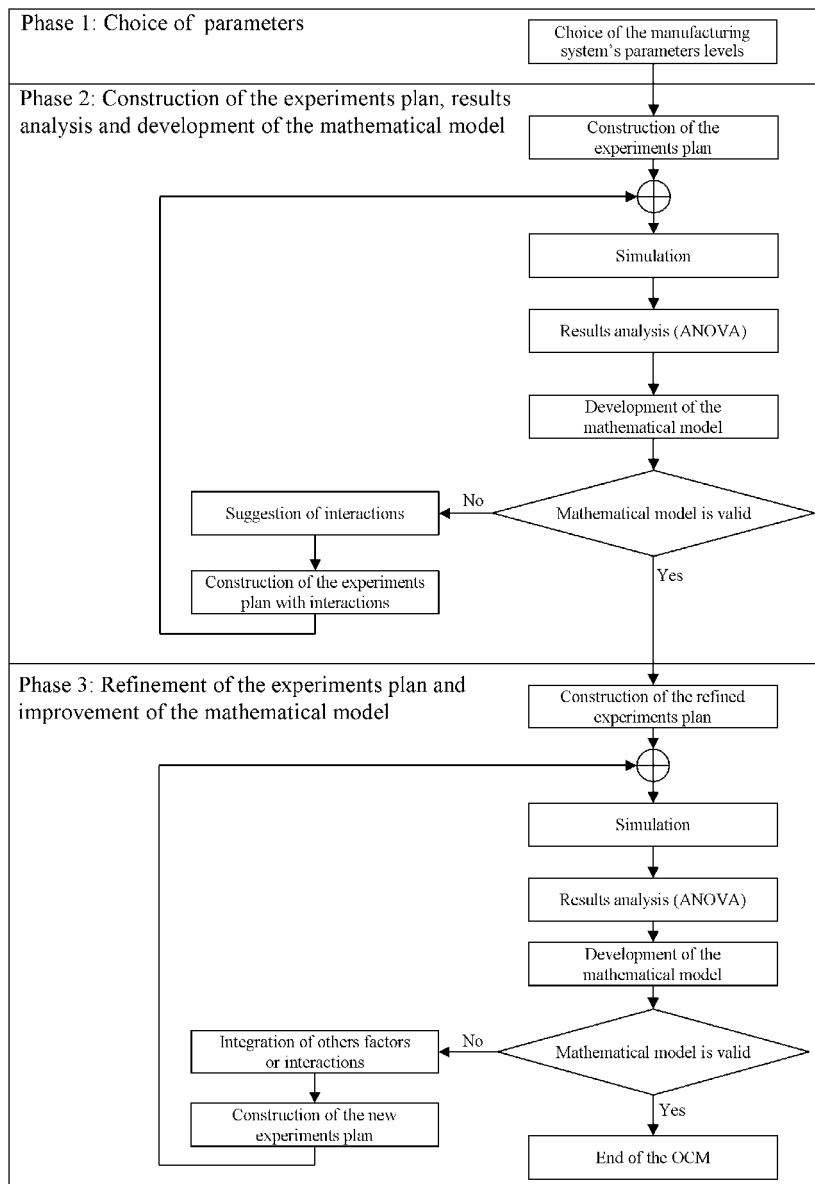 Phase 1: Choice of parameters
Choice of the manufacturing
system's parameters levels
Phase 2: Construction of the experiments plan, results
analysis and development of the mathematical model
Construction of the
experiments plan
Simulation
Results analysis (ANOVA)
Development of the
mathematical model
Mathematical model is valid
No
Suggestion of interactions
Construction of the experiments
plan with interactions
Yes
Phase 3: Refinement of the experiments plan and
improvement of the mathematical model
Construction of the refined
experiments plan
Simulation
Results analysis (ANOVA)
Development of the
mathematical model
Mathematical model is valid
No
Integration of others factors
or interactions
Construction of the new
experiments plan
Yes
End of the OCM